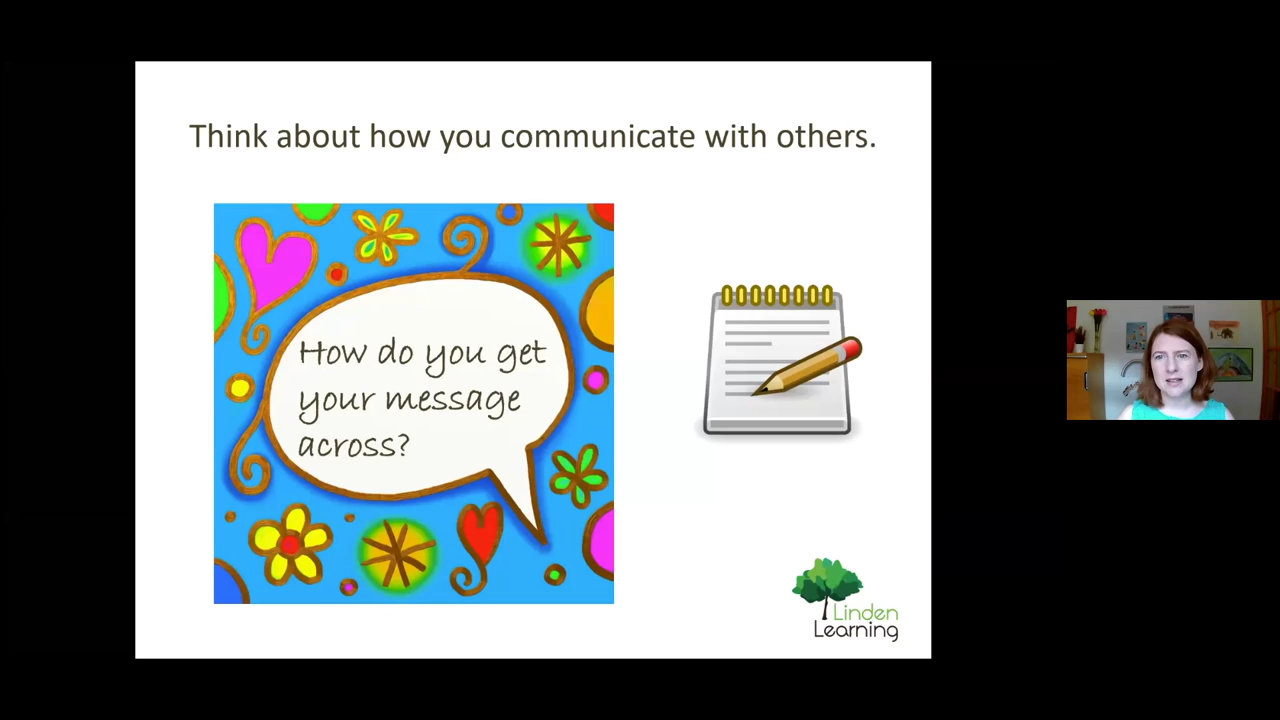 Think about how you communicate with others.
How do you get
your message
across?
Linden
Learning